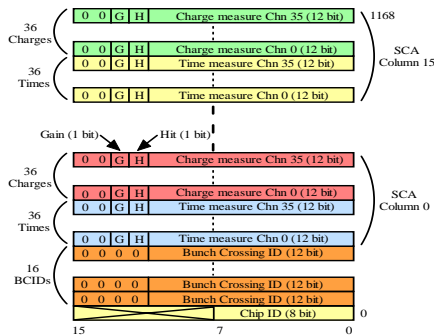 36 Charges
0 0 G H Charge measure Chn 35 (12 bit) 1168
0 0 G H Charge measure Chn 0 (12 bit)
36 Times
0 0 G H Time measure Chn 35 (12 bit)
SCA Column 15
0 0 G H Time measure Chn 0 (12 bit)
Gain (1 bit) Hit (1 bit)
36 Charges
0 0 G H Charge measure Chn 35 (12 bit)
0 0 G H Charge measure Chn 0 (12 bit)
36 Times
0 0 G H Time measure Chn 35 (12 bit)
SCA Column 0
0 0 G H Time measure Chn 0 (12 bit)
16 BCIDs
0 0 0 0 Bunch Crossing ID (12 bit)
0 0 0 0 Bunch Crossing ID (12 bit)
0 0 0 0 Bunch Crossing ID (12 bit)
Chip ID (8 bit) 0
15 7 0